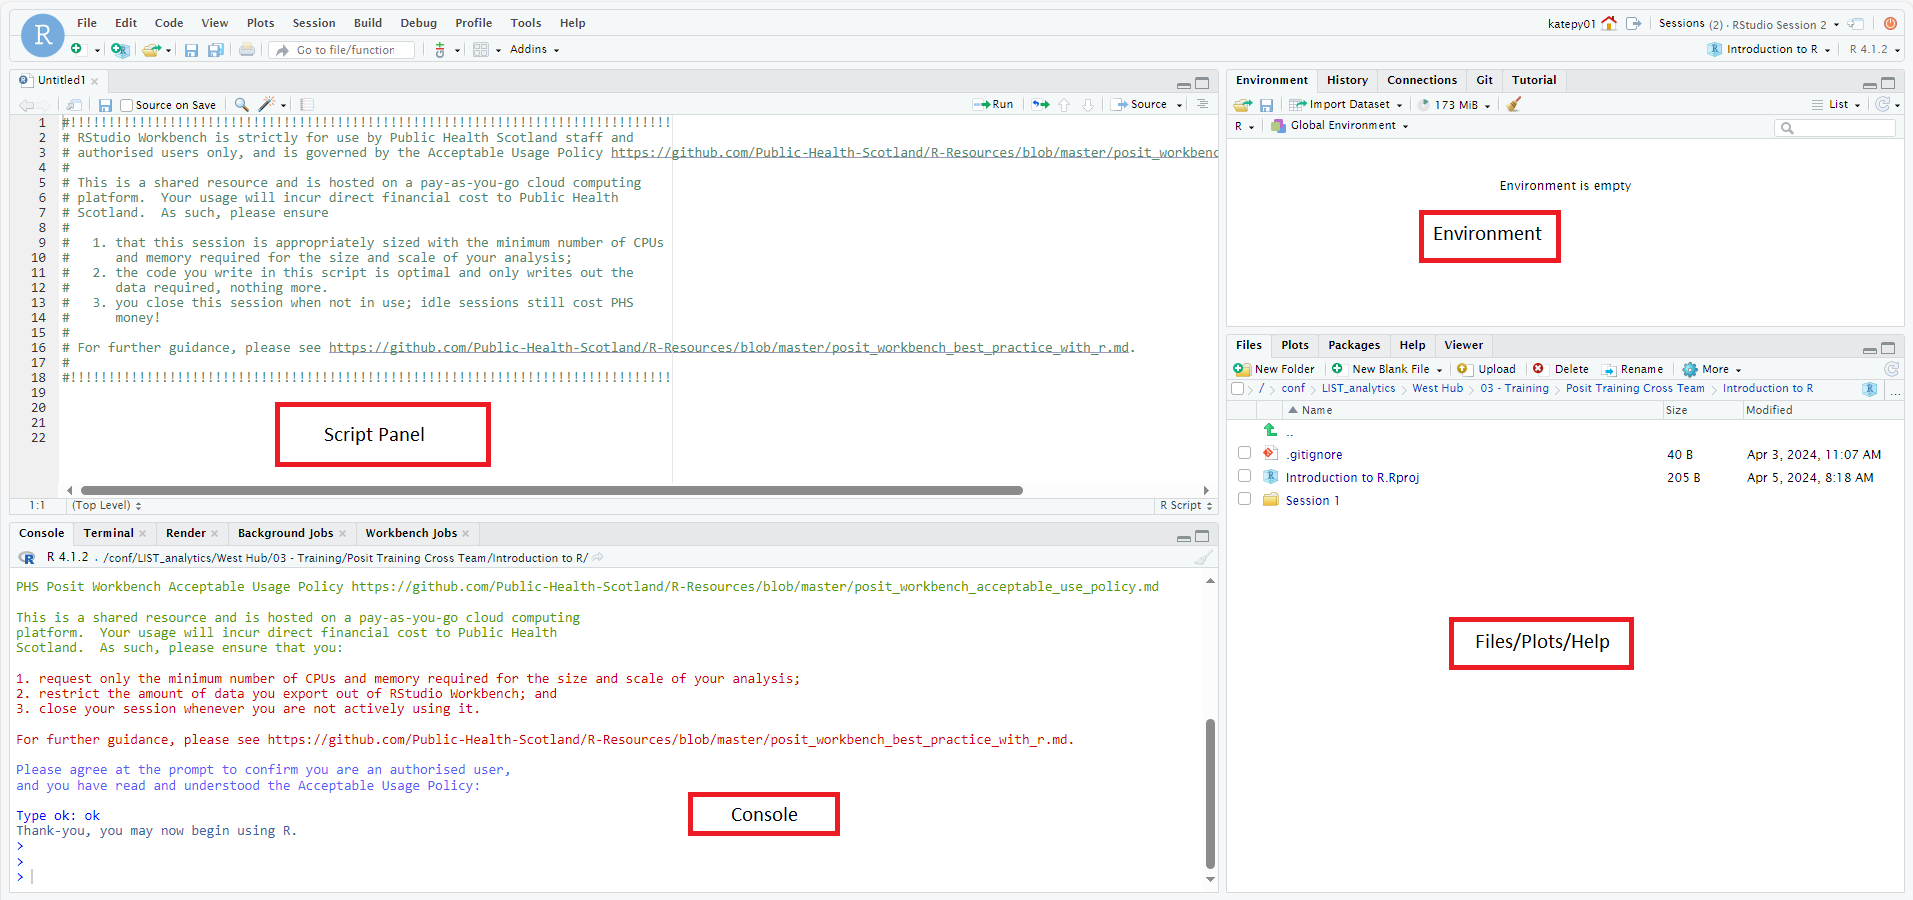 R File Edit Code View Plots Session Build Debug Profile Tools Help
katepy01 Sessions (2) · RStudio Session 2
Go to file/function Addins
Introduction to R R 4.1.2
Untitled1
Source on Save Run Source
1 #!!!!!!!!!!!!!!!!!!!!!!!!!!!!!!!!!!!!!!!!!!!!!!!!!!!!!!!!!!!!!!!!!!!!!!!!!!!!!!
2 # RStudio Workbench is strictly for use by Public Health Scotland staff and
3 # authorised users only, and is governed by the Acceptable Usage Policy https://github.com/Public-Health-Scotland/R-Resources/blob/master/posit_workbenc
4 #
5 # This is a shared resource and is hosted on a pay-as-you-go cloud computing
6 # platform.  Your usage will incur direct financial cost to Public Health
7 # Scotland.  As such, please ensure
8 #
9 #   1. that this session is appropriately sized with the minimum number of CPUs
10 #      and memory required for the size and scale of your analysis;
11 #   2. the code you write in this script is optimal and only writes out the
12 #      data required, nothing more.
13 #   3. you close this session when not in use; idle sessions still cost PHS
14 #      money!
15 #
16 # For further guidance, please see https://github.com/Public-Health-Scotland/R-Resources/blob/master/posit_workbench_best_practice_with_r.md.
17 #
18 #!!!!!!!!!!!!!!!!!!!!!!!!!!!!!!!!!!!!!!!!!!!!!!!!!!!!!!!!!!!!!!!!!!!!!!!!!!!!!!
19
20
21
22
Script Panel
1:1 (Top Level) R Script
Console Terminal Render Background Jobs Workbench Jobs
R 4.1.2 . /conf/LIST_analytics/West Hub/03 - Training/Posit Training Cross Team/Introduction to R/
PHS Posit Workbench Acceptable Usage Policy https://github.com/Public-Health-Scotland/R-Resources/blob/master/posit_workbench_acceptable_use_policy.md
This is a shared resource and is hosted on a pay-as-you-go cloud computing
platform.  Your usage will incur direct financial cost to Public Health
Scotland.  As such, please ensure that you:
1. request only the minimum number of CPUs and memory required for the size and scale of your analysis;
2. restrict the amount of data you export out of RStudio Workbench; and
3. close your session whenever you are not actively using it.
For further guidance, please see https://github.com/Public-Health-Scotland/R-Resources/blob/master/posit_workbench_best_practice_with_r.md.
Please agree at the prompt to confirm you are an authorised user,
and you have read and understood the Acceptable Usage Policy:
Type ok: ok
Thank-you, you may now begin using R.
>
>
>
Console
Environment History Connections Git Tutorial
Import Dataset 173 MiB List
R Global Environment
Environment is empty
Environment
Files Plots Packages Help Viewer
New Folder New Blank File Upload Delete Rename More
/ conf LIST_analytics West Hub 03 - Training Posit Training Cross Team Introduction to R ...
Name Size Modified
..
.gitignore 40 B Apr 3, 2024, 11:07 AM
Introduction to R.Rproj 205 B Apr 5, 2024, 8:18 AM
Session 1
Files/Plots/Help